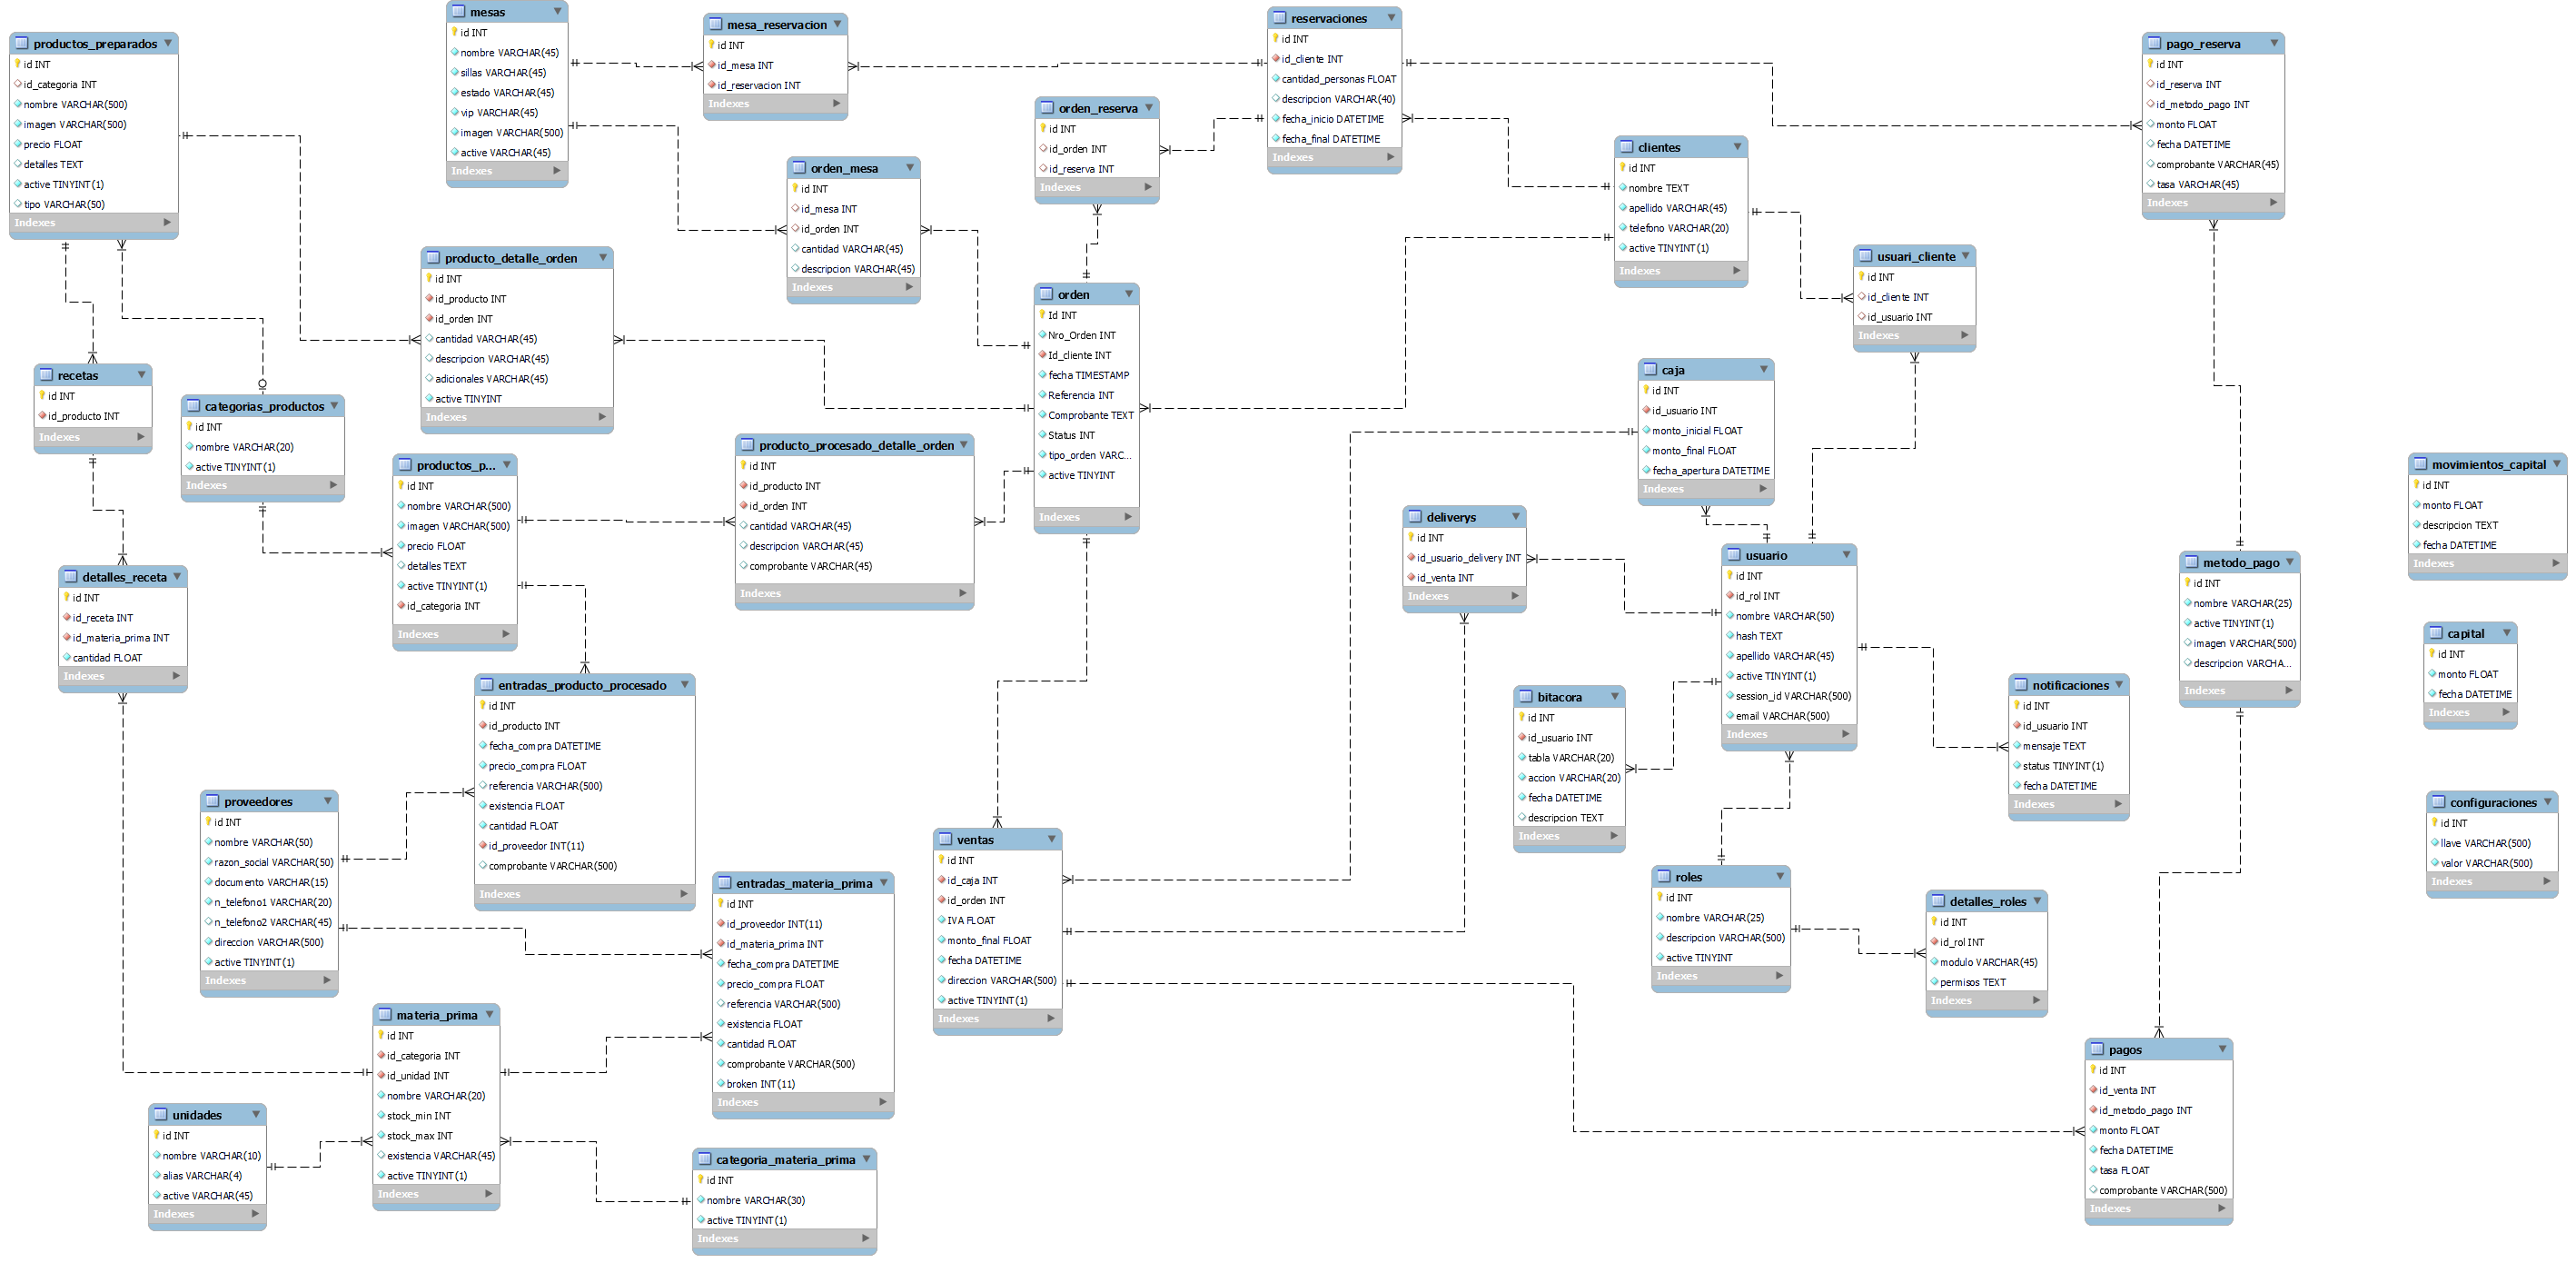 productos_preparados
id INT
id_categoria INT
nombre VARCHAR(500)
imagen VARCHAR(500)
precio FLOAT
detalles TEXT
active TINYINT(1)
tipo VARCHAR(50)
Indexes
mesas
id INT
nombre VARCHAR(45)
sillas VARCHAR(45)
estado VARCHAR(45)
vip VARCHAR(45)
imagen VARCHAR(500)
active VARCHAR(45)
Indexes
mesa_reservacion
id INT
id_mesa INT
id_reservacion INT
Indexes
reservaciones
id INT
id_cliente INT
cantidad_personas FLOAT
descripcion VARCHAR(40)
fecha_inicio DATETIME
fecha_final DATETIME
Indexes
pago_reserva
id INT
id_reserva INT
id_metodo_pago INT
monto FLOAT
fecha DATETIME
comprobante VARCHAR(45)
tasa VARCHAR(45)
Indexes
orden_reserva
id INT
id_orden INT
id_reserva INT
Indexes
clientes
id INT
nombre TEXT
apellido VARCHAR(45)
telefono VARCHAR(20)
active TINYINT(1)
Indexes
orden_mesa
id INT
id_mesa INT
id_orden INT
cantidad VARCHAR(45)
descripcion VARCHAR(45)
Indexes
producto_detalle_orden
id INT
id_producto INT
id_orden INT
cantidad VARCHAR(45)
descripcion VARCHAR(45)
adicionales VARCHAR(45)
active TINYINT
Indexes
usuari_cliente
id INT
id_cliente INT
id_usuario INT
Indexes
orden
Id INT
Nro_Orden INT
Id_cliente INT
fecha TIMESTAMP
Referencia INT
Comprobante TEXT
Status INT
tipo_orden VARC...
active TINYINT
Indexes
recetas
id INT
id_producto INT
Indexes
categorias_productos
id INT
nombre VARCHAR(20)
active TINYINT(1)
Indexes
caja
id INT
id_usuario INT
monto_inicial FLOAT
monto_final FLOAT
fecha_apertura DATETIME
Indexes
producto_procesado_detalle_orden
id INT
id_producto INT
id_orden INT
cantidad VARCHAR(45)
descripcion VARCHAR(45)
comprobante VARCHAR(45)
Indexes
productos_p...
id INT
nombre VARCHAR(500)
imagen VARCHAR(500)
precio FLOAT
detalles TEXT
active TINYINT(1)
id_categoria INT
Indexes
movimientos_capital
id INT
monto FLOAT
descripcion TEXT
fecha DATETIME
Indexes
deliverys
id INT
id_usuario_delivery INT
id_venta INT
Indexes
usuario
id INT
id_rol INT
nombre VARCHAR(50)
hash TEXT
apellido VARCHAR(45)
active TINYINT(1)
session_id VARCHAR(500)
email VARCHAR(500)
Indexes
metodo_pago
id INT
nombre VARCHAR(25)
active TINYINT(1)
imagen VARCHAR(500)
descripcion VARCHA...
Indexes
detalles_receta
id INT
id_receta INT
id_materia_prima INT
cantidad FLOAT
Indexes
capital
id INT
monto FLOAT
fecha DATETIME
Indexes
entradas_producto_procesado
id INT
id_producto INT
fecha_compra DATETIME
precio_compra FLOAT
referencia VARCHAR(500)
existencia FLOAT
cantidad FLOAT
id_proveedor INT(11)
comprobante VARCHAR(500)
Indexes
bitacora
id INT
id_usuario INT
tabla VARCHAR(20)
accion VARCHAR(20)
fecha DATETIME
descripcion TEXT
Indexes
notificaciones
id INT
id_usuario INT
mensaje TEXT
status TINYINT(1)
fecha DATETIME
Indexes
proveedores
id INT
nombre VARCHAR(50)
razon_social VARCHAR(50)
documento VARCHAR(15)
n_telefono1 VARCHAR(20)
n_telefono2 VARCHAR(45)
direccion VARCHAR(500)
active TINYINT(1)
Indexes
configuraciones
id INT
llave VARCHAR(500)
valor VARCHAR(500)
Indexes
ventas
id INT
id_caja INT
id_orden INT
IVA FLOAT
monto_final FLOAT
fecha DATETIME
direccion VARCHAR(500)
active TINYINT(1)
Indexes
entradas_materia_prima
id INT
id_proveedor INT(11)
id_materia_prima INT
fecha_compra DATETIME
precio_compra FLOAT
referencia VARCHAR(500)
existencia FLOAT
cantidad FLOAT
comprobante VARCHAR(500)
broken INT(11)
Indexes
roles
id INT
nombre VARCHAR(25)
descripcion VARCHAR(500)
active TINYINT
Indexes
detalles_roles
id INT
id_rol INT
modulo VARCHAR(45)
permisos TEXT
Indexes
materia_prima
id INT
id_categoria INT
id_unidad INT
nombre VARCHAR(20)
stock_min INT
stock_max INT
existencia VARCHAR(45)
active TINYINT(1)
Indexes
pagos
id INT
id_venta INT
id_metodo_pago INT
monto FLOAT
fecha DATETIME
tasa FLOAT
comprobante VARCHAR(500)
Indexes
unidades
id INT
nombre VARCHAR(10)
alias VARCHAR(4)
active VARCHAR(45)
Indexes
categoria_materia_prima
id INT
nombre VARCHAR(30)
active TINYINT(1)
Indexes